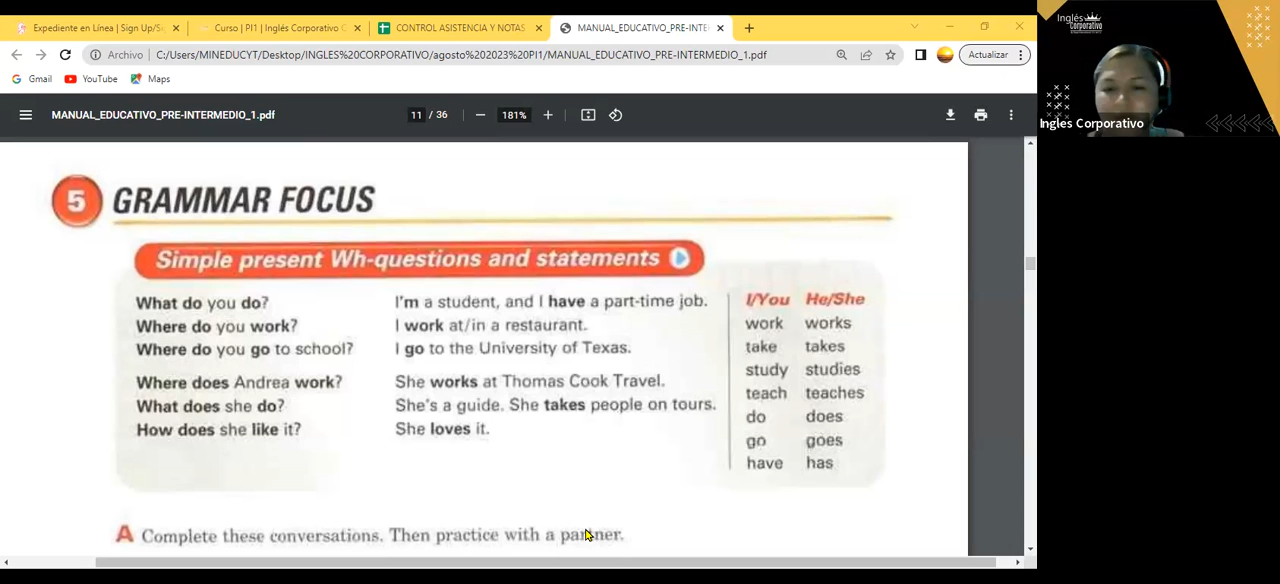 Expediente en Línea | Sign Up/Si
Curso | PI1 | Inglés Corporativo C
CONTROL ASISTENCIA Y NOTAS
MANUAL_EDUCATIVO_PRE-INTERME
Archivo
C:/Users/MINEDUCYT/Desktop/INGLES%20CORPORATIVO/agosto%202023%20PI1/MANUAL_EDUCATIVO_PRE-INTERMEDIO_1.pdf
Actualizar
Gmail
YouTube
Maps
MANUAL_EDUCATIVO_PRE-INTERMEDIO_1.pdf
11 / 36
181%
5 GRAMMAR FOCUS
Simple present Wh-questions and statements
What do you do?
Where do you work?
Where do you go to school?
Where does Andrea work?
What does she do?
How does she like it?
I'm a student, and I have a part-time job.
I work at/in a restaurant.
I go to the University of Texas.
She works at Thomas Cook Travel.
She's a guide. She takes people on tours.
She loves it.
I/You He/She
work works
take takes
study studies
teach teaches
do does
go goes
have has
A Complete these conversations. Then practice with a partner.
Inglés
Corporativo
Ingles Corporativo